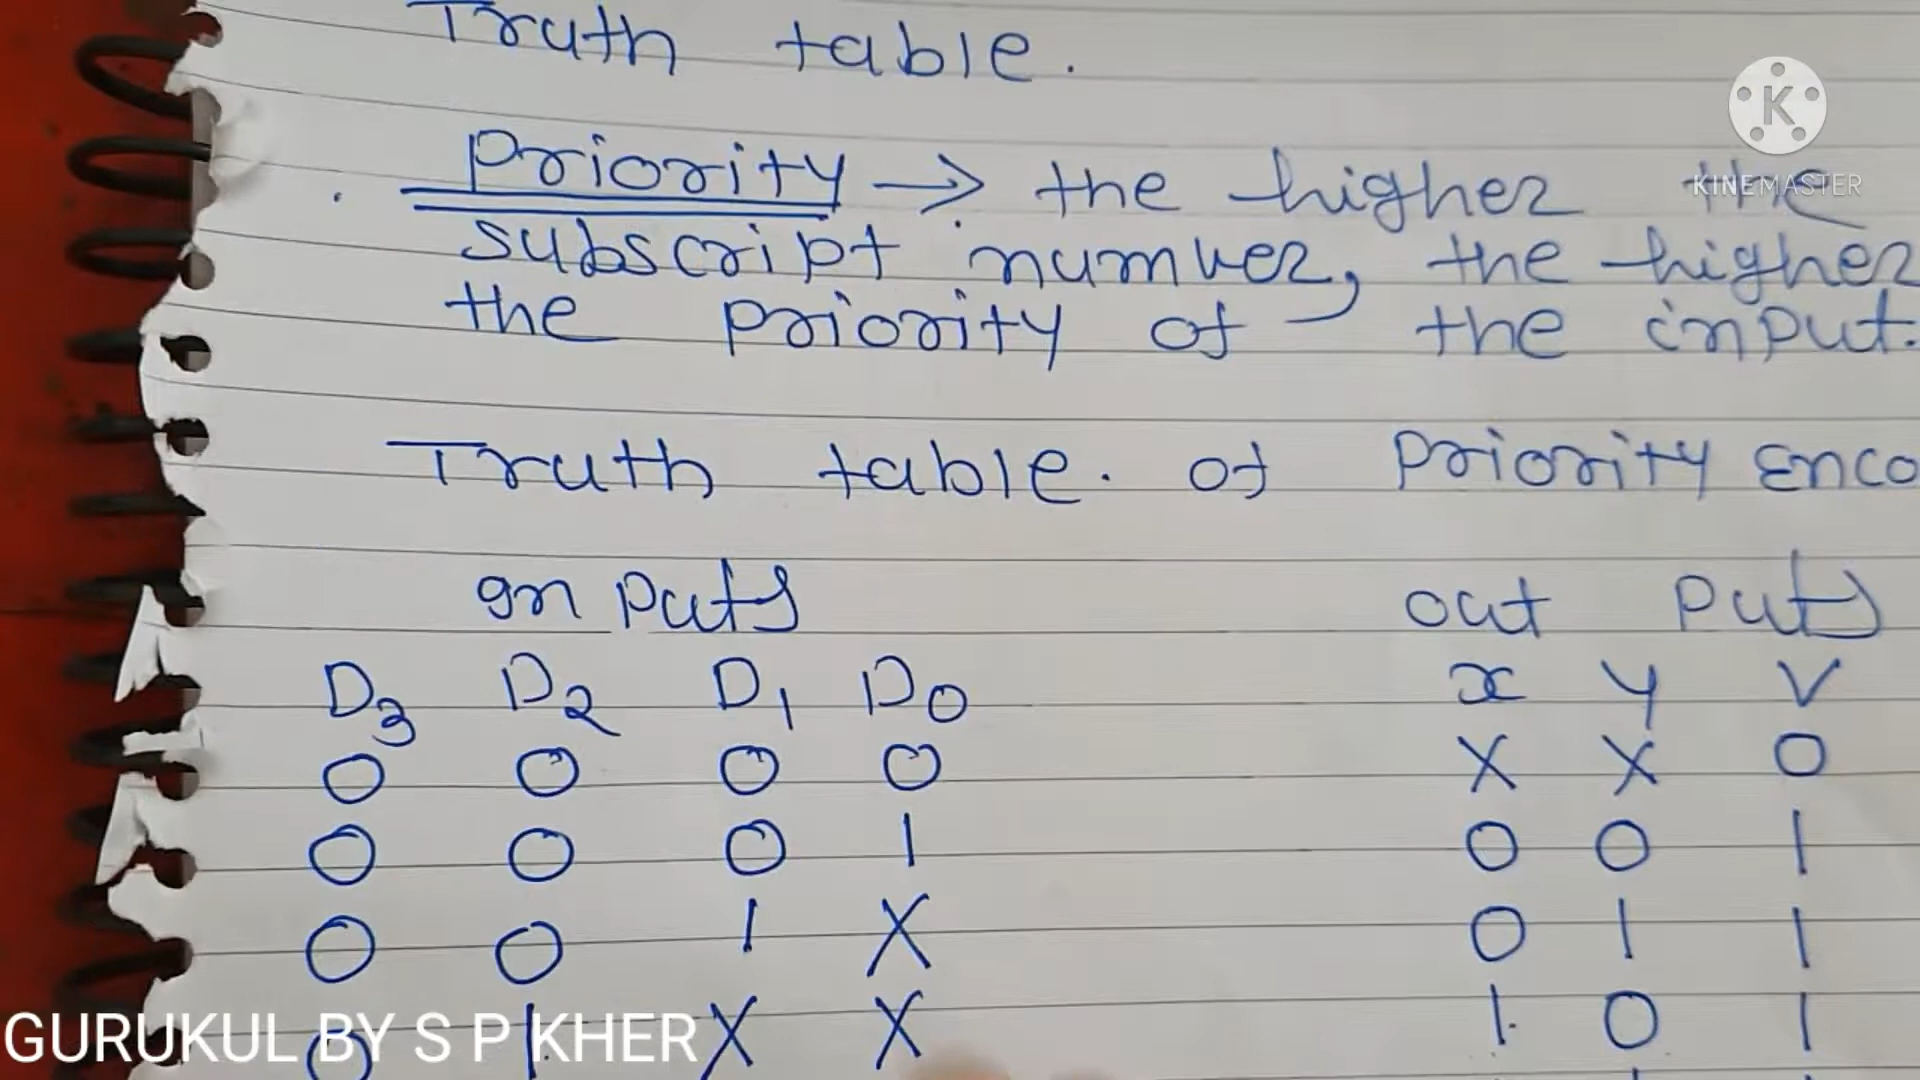 Truth table.
KINEMASTER
Priority → the higher the
subscript number, the higher
the priority of the input.
Truth table. of Priority Enco
Inputs out puts
D3 D2 D1 D0 x y V
0 0 0 0 X X 0
0 0 0 1 0 0 1
0 0 1 X 0 1 1
0 1 X X 1 0 1
GURUKUL BY S P KHER